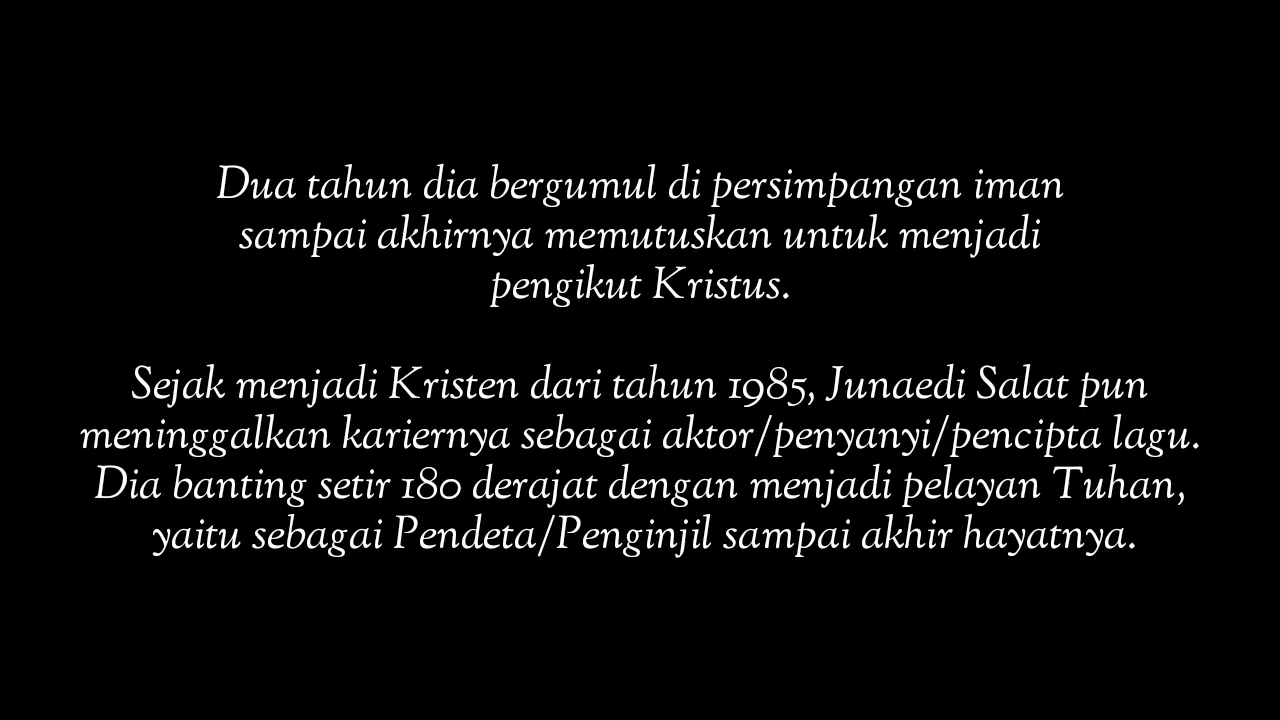 Dua tahun dia bergumul di persimpangan iman
sampai akhirnya memutuskan untuk menjadi
pengikut Kristus.
Sejak menjadi Kristen dari tahun 1985, Junaedi Salat pun
meninggalkan kariernya sebagai aktor/penyanyi/pencipta lagu.
Dia banting setir 180 derajat dengan menjadi pelayan Tuhan,
yaitu sebagai Pendeta/Penginjil sampai akhir hayatnya.